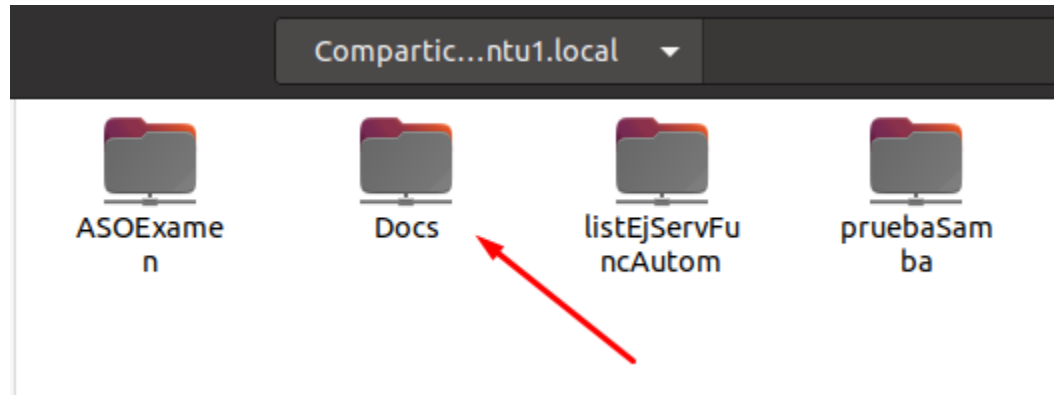 Compartic...ntu1.local
ASOExame
n
Docs
listEjServFu
ncAutom
pruebaSam
ba